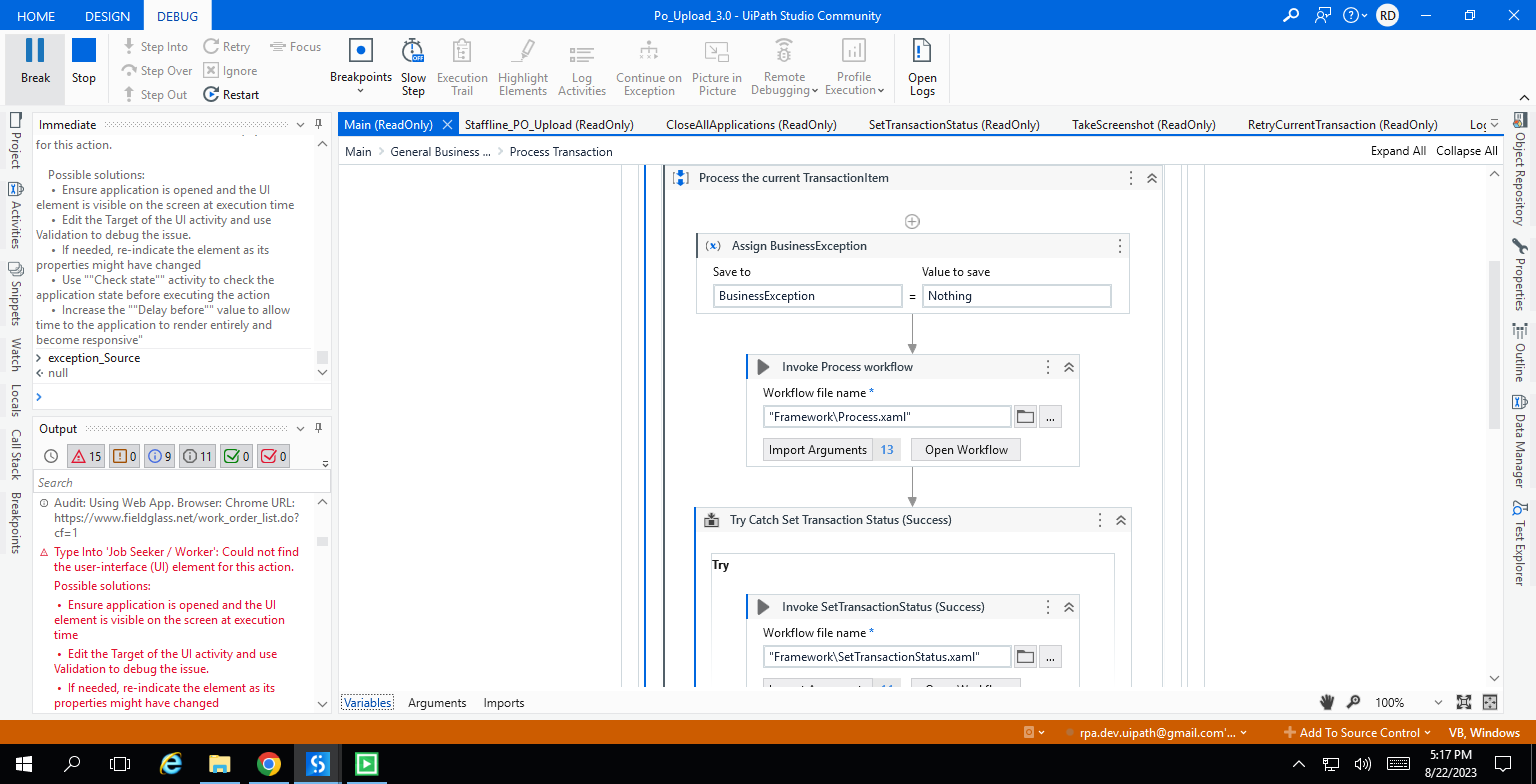 HOME
DESIGN
DEBUG
Po_Upload_3.0 - UiPath Studio Community
RD
Break
Stop
Step Into
Step Over
Step Out
Retry
Ignore
Restart
Focus
Breakpoints
Slow
Step
OFF
Execution
Trail
Highlight
Elements
Log
Activities
Continue on
Exception
Picture in
Picture
Remote
Debugging
Profile
Execution
Open
Logs
Project
Activities
Snippets
Watch
Locals
Call Stack
Breakpoints
Immediate
for this action.
Possible solutions:
• Ensure application is opened and the UI
element is visible on the screen at execution time
• Edit the Target of the UI activity and use
Validation to debug the issue.
• If needed, re-indicate the element as its
properties might have changed
• Use ""Check state"" activity to check the
application state before executing the action
• Increase the ""Delay before"" value to allow
time to the application to render entirely and
become responsive"
exception_Source
null
Output
15
0
9
11
0
0
Search
Audit: Using Web App. Browser: Chrome URL:
https://www.fieldglass.net/work_order_list.do?
cf=1
Type Into 'Job Seeker / Worker': Could not find
the user-interface (UI) element for this action.
Possible solutions:
• Ensure application is opened and the UI
element is visible on the screen at execution
time
• Edit the Target of the UI activity and use
Validation to debug the issue.
• If needed, re-indicate the element as its
properties might have changed
Main (ReadOnly)
Staffline_PO_Upload (ReadOnly)
CloseAllApplications (ReadOnly)
SetTransactionStatus (ReadOnly)
TakeScreenshot (ReadOnly)
RetryCurrentTransaction (ReadOnly)
Main > General Business ... > Process Transaction
Expand All
Collapse All
Process the current TransactionItem
Assign BusinessException
Save to
Value to save
BusinessException
=
Nothing
Invoke Process workflow
Workflow file name *
"Framework\Process.xaml"
...
Import Arguments
13
Open Workflow
Try Catch Set Transaction Status (Success)
Try
Invoke SetTransactionStatus (Success)
Workflow file name *
"Framework\SetTransactionStatus.xaml"
...
Variables
Arguments
Imports
100%
Object Repository
Properties
Outline
Data Manager
Test Explorer
rpa.dev.uipath@gmail.com'...
Add To Source Control
VB, Windows
5:17 PM
8/22/2023